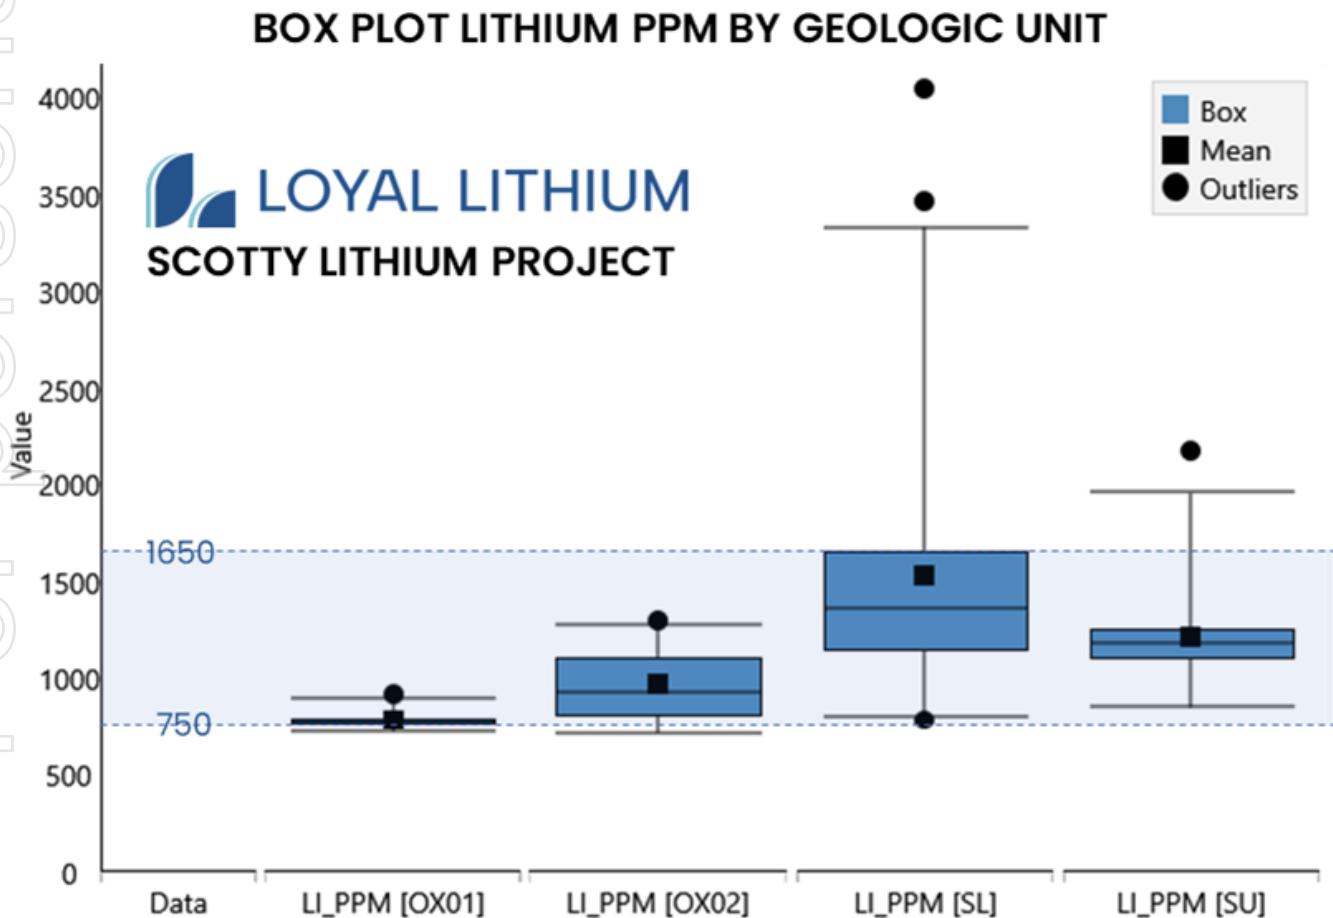 BOX PLOT LITHIUM PPM BY GEOLOGIC UNIT
4000
3500
3000
2500
2000
1500
1000
500
0
Value
1650
750
LOYAL LITHIUM
SCOTTY LITHIUM PROJECT
Box
Mean
Outliers
Data
LI_PPM [OX01]
LI_PPM [OX02]
LI_PPM [SL]
LI_PPM [SU]